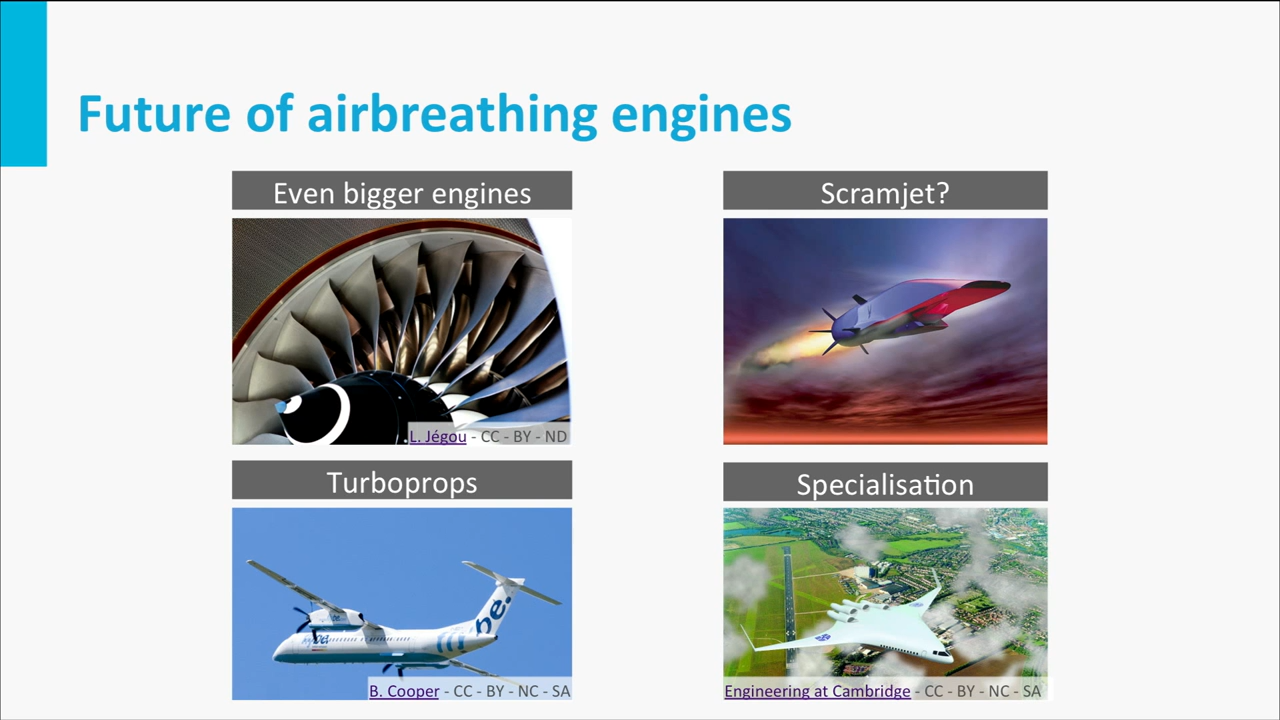 Future of airbreathing engines
Even bigger engines
Scramjet?
L. Jégou - CC - BY - ND
Turboprops
Specialisation
be.
B. Cooper - CC - BY - NC - SA
Engineering at Cambridge - CC - BY - NC - SA